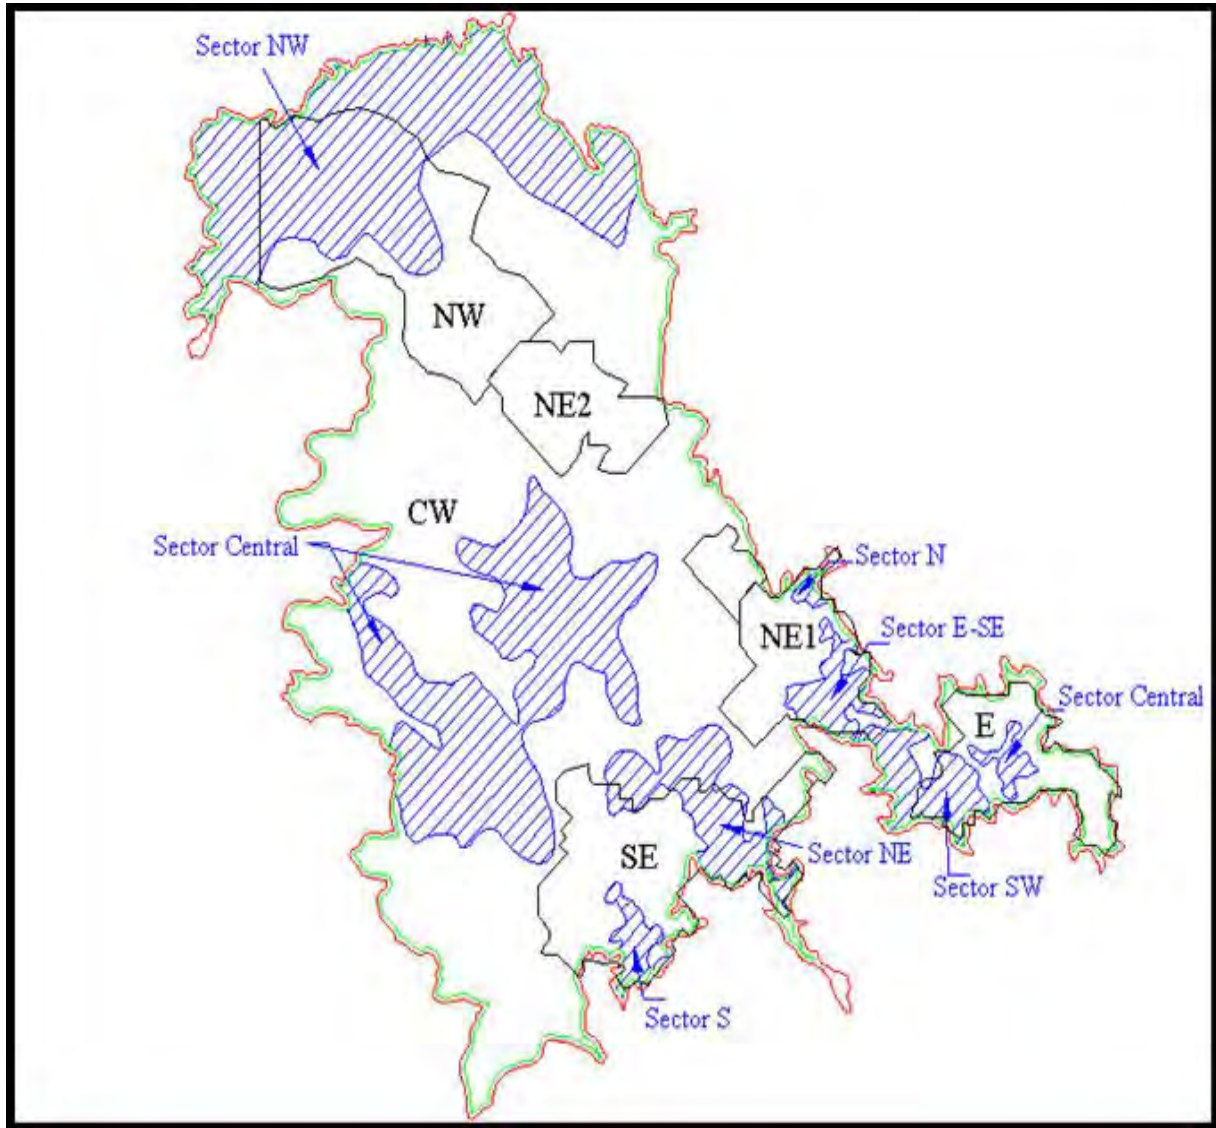 Sector NW
NW
NE2
CW
Sector Central
Sector N
NE1
Sector E-SE
Sector Central
E
SE
Sector NE
Sector SW
Sector S